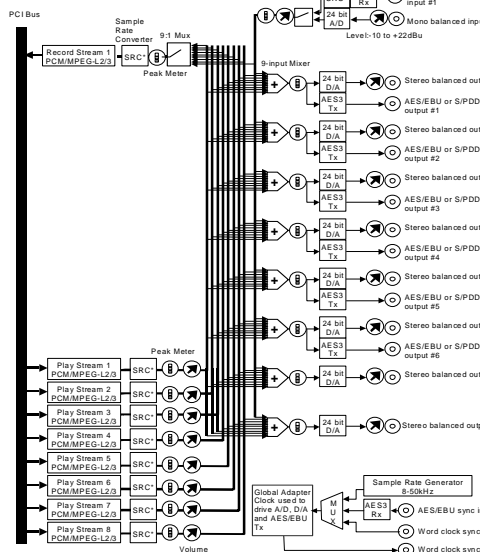 PCI Bus
Sample
Rate
Converter
9:1 Mux
Rx
input #1
24 bit
A/D
Mono balanced inpu
Level:-10 to +22dBu
Record Stream 1
PCM/MPEG-L2/3
SRC*
Peak Meter
9-input Mixer
24 bit
D/A
Stereo balanced out
AES3
Tx
AES/EBU or S/PDD
output #1
24 bit
D/A
Stereo balanced out
AES3
Tx
AES/EBU or S/PDD
output #2
24 bit
D/A
Stereo balanced out
AES3
Tx
AES/EBU or S/PDD
output #3
24 bit
D/A
Stereo balanced out
AES3
Tx
AES/EBU or S/PDD
output #4
24 bit
D/A
Stereo balanced out
AES3
Tx
AES/EBU or S/PDD
output #5
24 bit
D/A
Stereo balanced out
AES3
Tx
AES/EBU or S/PDD
output #6
24 bit
D/A
Stereo balanced out
24 bit
D/A
Stereo balanced outp
Peak Meter
Play Stream 1
PCM/MPEG-L2/3
SRC*
Play Stream 2
PCM/MPEG-L2/3
SRC*
Play Stream 3
PCM/MPEG-L2/3
SRC*
Play Stream 4
PCM/MPEG-L2/3
SRC*
Play Stream 5
PCM/MPEG-L2/3
SRC*
Play Stream 6
PCM/MPEG-L2/3
SRC*
Play Stream 7
PCM/MPEG-L2/3
SRC*
Play Stream 8
PCM/MPEG-L2/3
SRC*
Volume
Global Adapter
Clock used to
drive A/D, D/A
and AES/EBU
Tx
MUX
Sample Rate Generator
8-50kHz
AES3
Rx
AES/EBU sync i
Word clock sync
Word clock sync